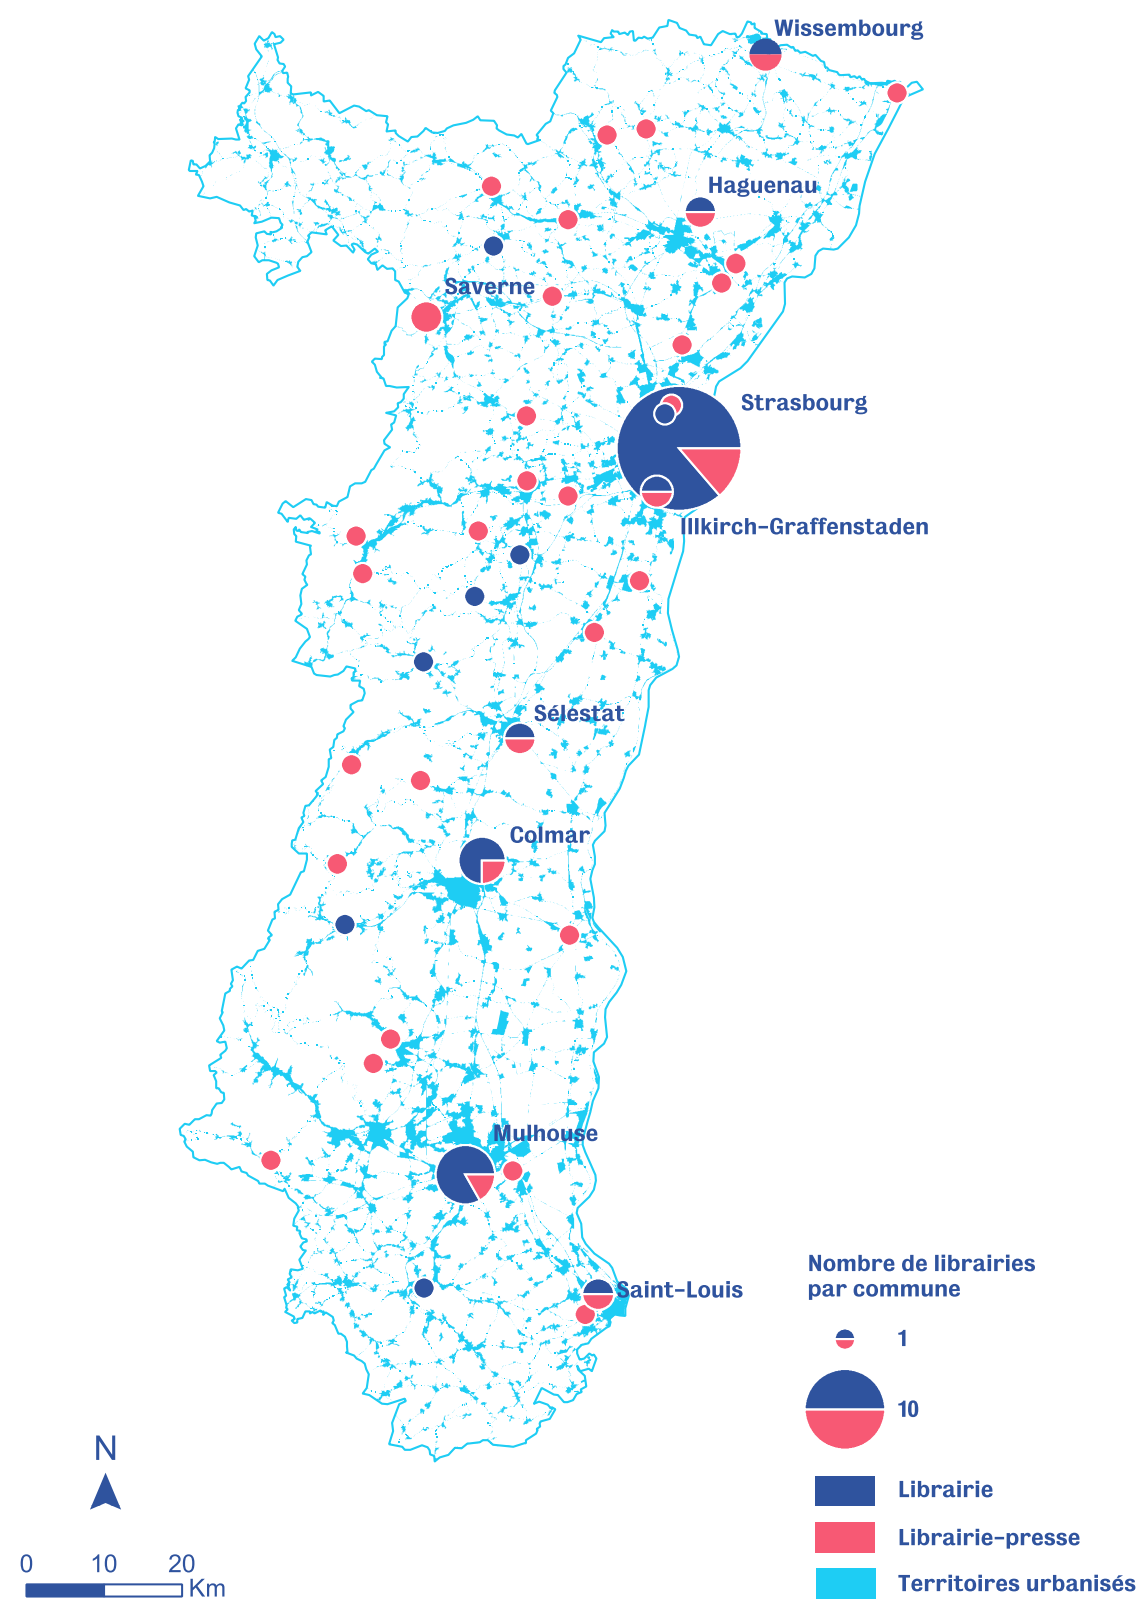 Wissembourg
Haguenau
Saverne
Strasbourg
Illkirch-Graffenstaden
Sélestat
Colmar
Mulhouse
Saint-Louis
Nombre de librairies
par commune
1
10
Librairie
Librairie-presse
Territoires urbanisés
N
0 10 20
Km